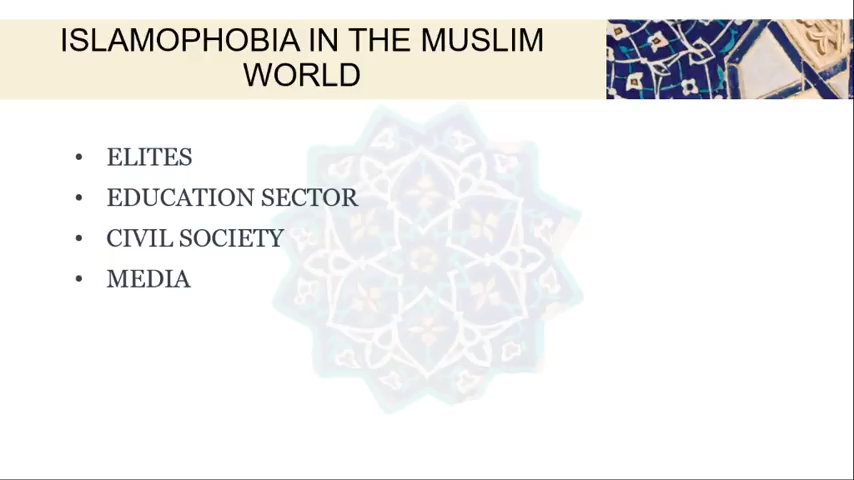 ISLAMOPHOBIA IN THE MUSLIM
WORLD
• ELITES
• EDUCATION SECTOR
• CIVIL SOCIETY
• MEDIA